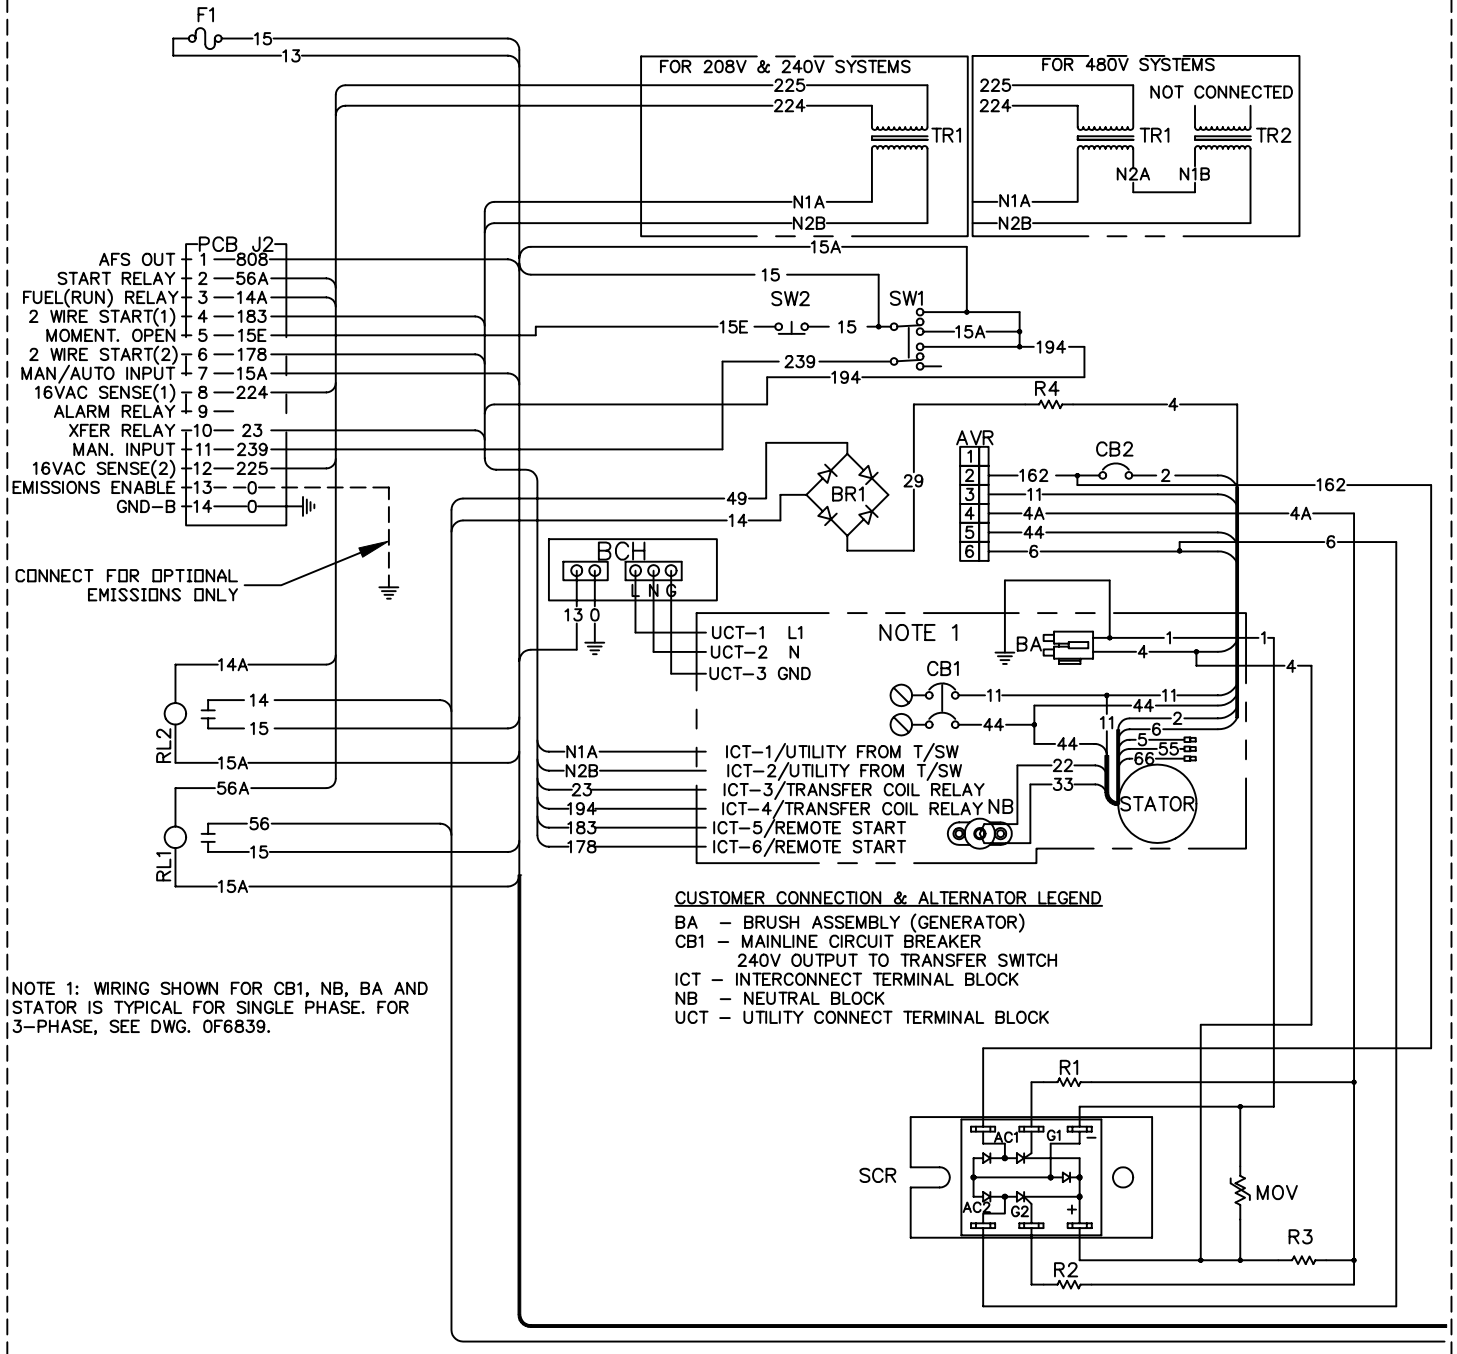 F1
15
13
FOR 208V & 240V SYSTEMS
225
224
TR1
N1A
N2B
FOR 480V SYSTEMS
225
224
NOT CONNECTED
TR1
TR2
N2A
N1B
N1A
N2B
PCB J2
AFS OUT 1 808
START RELAY 2 56A
FUEL(RUN) RELAY 3 14A
2 WIRE START(1) 4 183
MOMENT. OPEN 5 15E
2 WIRE START(2) 6 178
MAN/AUTO INPUT 7 15A
16VAC SENSE(1) 8 224
ALARM RELAY 9
XFER RELAY 10 23
MAN. INPUT 11 239
16VAC SENSE(2) 12 225
EMISSIONS ENABLE 13 0
GND-B 14 0
CONNECT FOR OPTIONAL
EMISSIONS ONLY
15A
15
SW2
SW1
15E
15
15A
194
239
194
R4
4
AVR
1
2 162
3 11
4 4A
5 44
6 6
CB2
2
162
4A
6
29
BR1
49
14
BCH
L N G
13 0
UCT-1 L1
UCT-2 N
UCT-3 GND
NOTE 1
BA
1
1
4
4
CB1
11
11
44
44
11
2
6
5
55
66
44
22
33
STATOR
NB
N1A ICT-1/UTILITY FROM T/SW
N2B ICT-2/UTILITY FROM T/SW
23 ICT-3/TRANSFER COIL RELAY
194 ICT-4/TRANSFER COIL RELAY
183 ICT-5/REMOTE START
178 ICT-6/REMOTE START
14A
14
15
RL2
15A
56A
56
15
RL1
15A
CUSTOMER CONNECTION & ALTERNATOR LEGEND
BA - BRUSH ASSEMBLY (GENERATOR)
CB1 - MAINLINE CIRCUIT BREAKER
240V OUTPUT TO TRANSFER SWITCH
ICT - INTERCONNECT TERMINAL BLOCK
NB - NEUTRAL BLOCK
UCT - UTILITY CONNECT TERMINAL BLOCK
NOTE 1: WIRING SHOWN FOR CB1, NB, BA AND
STATOR IS TYPICAL FOR SINGLE PHASE. FOR
3-PHASE, SEE DWG. 0F6839.
R1
AC1
G1
-
SCR
AC2
G2
+
MOV
R3
R2